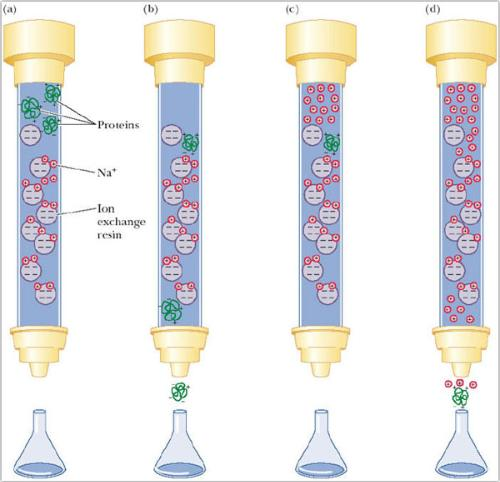 (a)
(b)
(c)
(d)
Proteins
Na+
Ion
exchange
resin